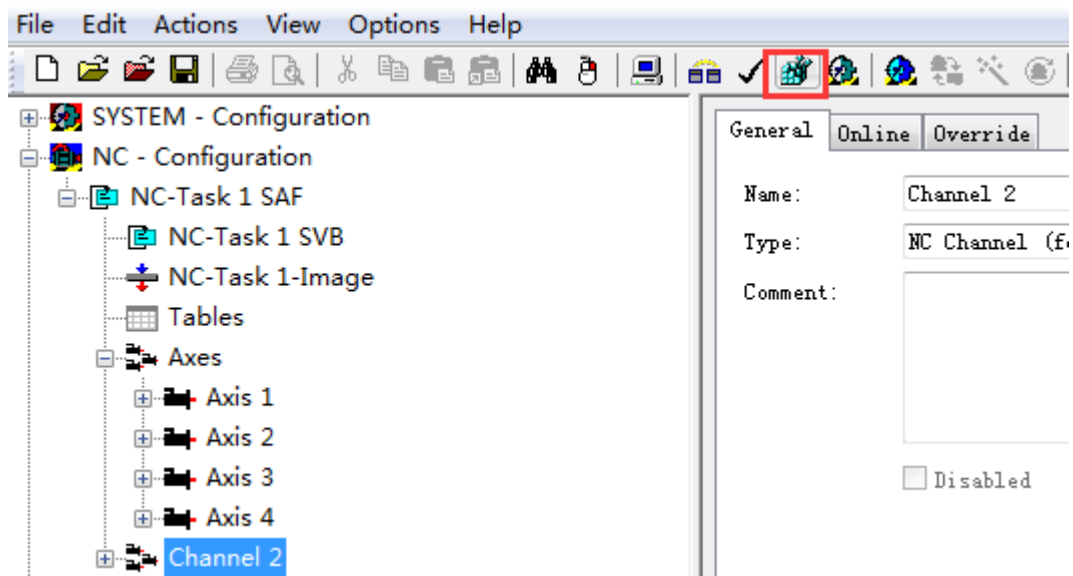 File Edit Actions View Options Help
SYSTEM - Configuration
NC - Configuration
NC-Task 1 SAF
NC-Task 1 SVB
NC-Task 1-Image
Tables
Axes
Axis 1
Axis 2
Axis 3
Axis 4
Channel 2
General Online Override
Name: Channel 2
Type: NC Channel
Comment:
Disabled